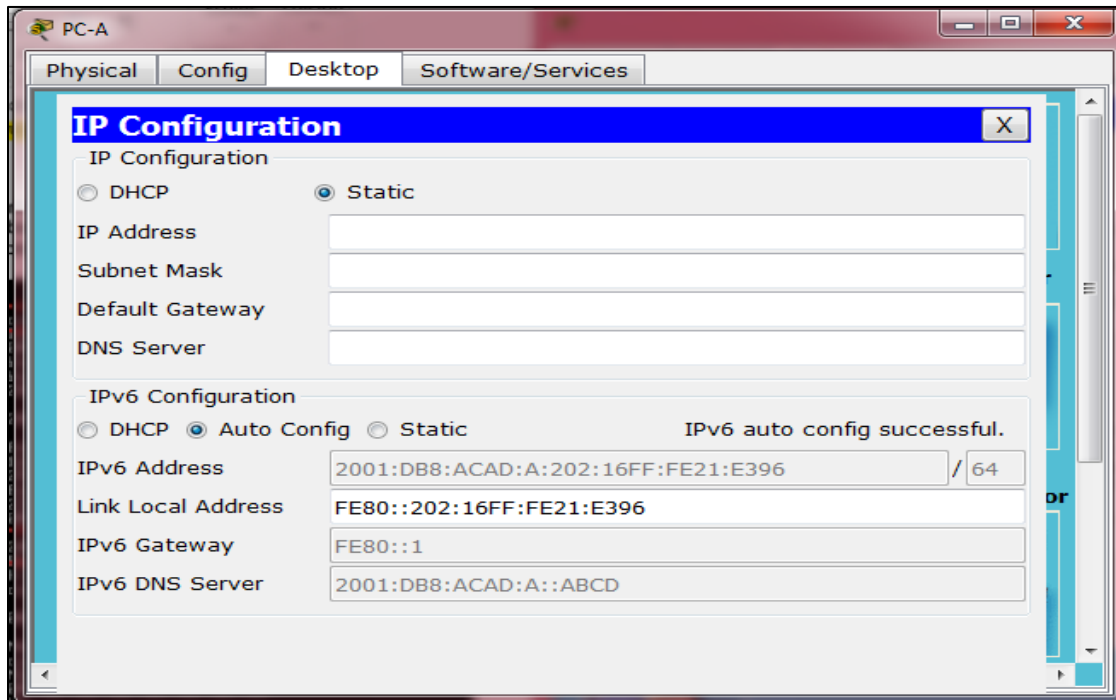 PC-A
Physical Config Desktop Software/Services
IP Configuration X
IP Configuration
DHCP Static
IP Address
Subnet Mask
Default Gateway
DNS Server
IPv6 Configuration
DHCP Auto Config Static IPv6 auto config successful.
IPv6 Address 2001:DB8:ACAD:A:202:16FF:FE21:E396 / 64
Link Local Address FE80::202:16FF:FE21:E396
IPv6 Gateway FE80::1
IPv6 DNS Server 2001:DB8:ACAD:A::ABCD
or